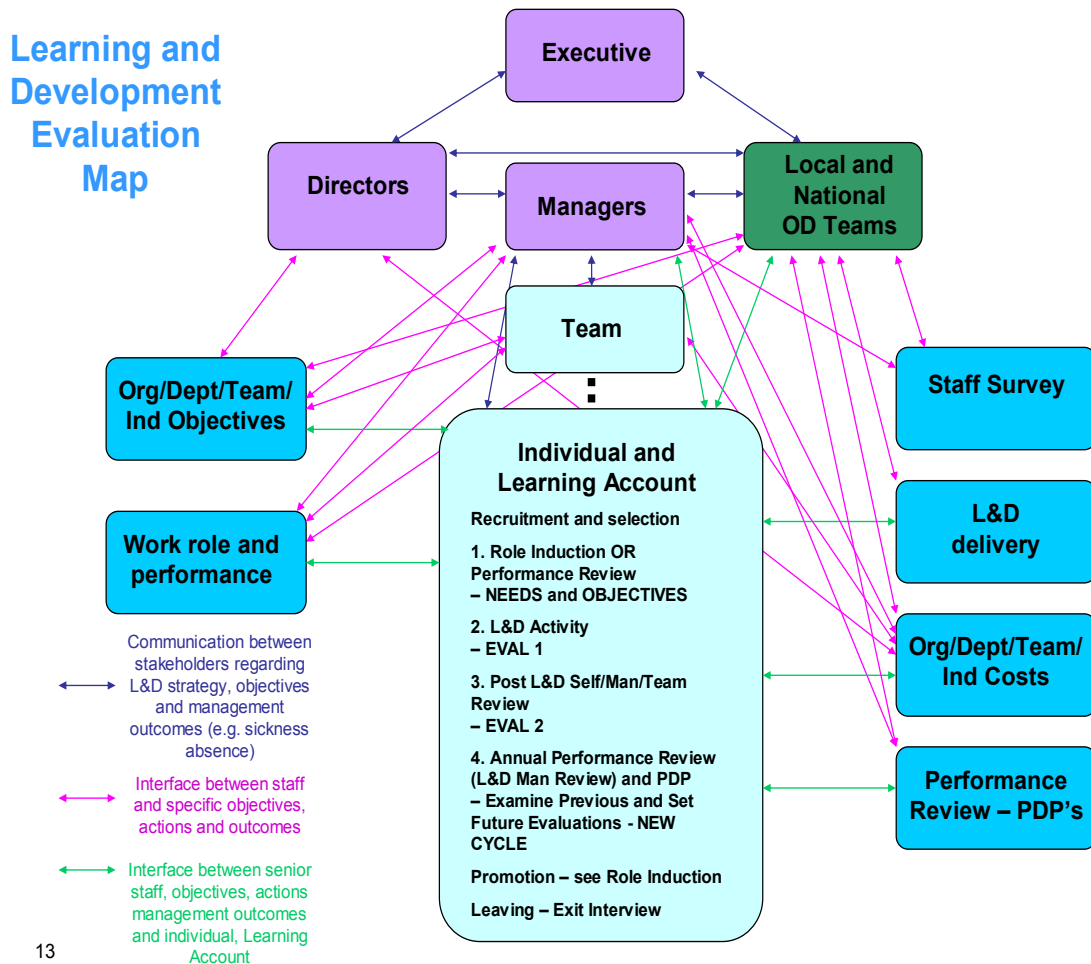 Learning and
Development
Evaluation
Map
Executive
Directors
Managers
Local and
National
OD Teams
Team
Org/Dept/Team/
Ind Objectives
Staff Survey
Work role and
performance
L&D
delivery
Org/Dept/Team/
Ind Costs
Performance
Review – PDP's
Individual and
Learning Account
Recruitment and selection
1. Role Induction OR
Performance Review
– NEEDS and OBJECTIVES
2. L&D Activity
– EVAL 1
3. Post L&D Self/Man/Team
Review
– EVAL 2
4. Annual Performance Review
(L&D Man Review) and PDP
– Examine Previous and Set
Future Evaluations - NEW
CYCLE
Promotion – see Role Induction
Leaving – Exit Interview
Communication between
stakeholders regarding
L&D strategy, objectives
and management
outcomes (e.g. sickness
absence)
Interface between staff
and specific objectives,
actions and outcomes
Interface between senior
staff, objectives, actions
management outcomes
and individual, Learning
Account
13